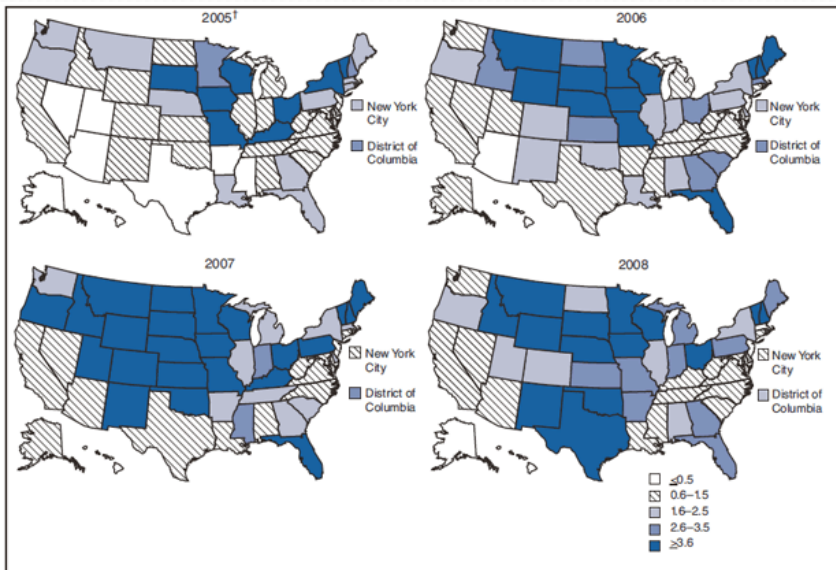 2005†
New York
City
District of
Columbia
2006
New York
City
District of
Columbia
2007
New York
City
District of
Columbia
2008
New York
City
District of
Columbia
≤0.5
0.6–1.5
1.6–2.5
2.6–3.5
≥3.6